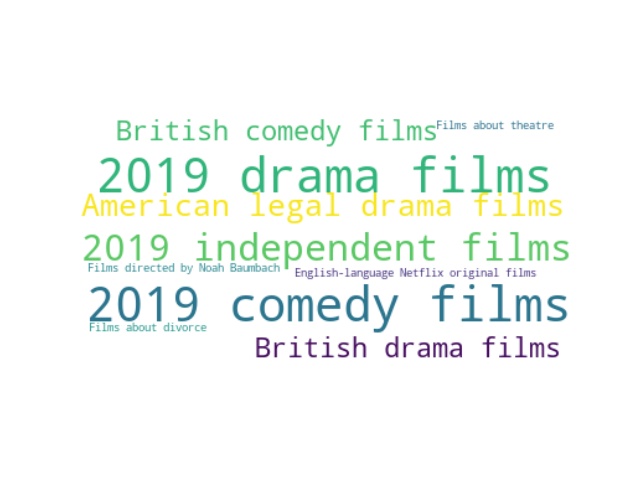 British comedy films
Films about theatre
2019 drama films
American legal drama films
2019 independent films
Films directed by Noah Baumbach
English-language Netflix original films
2019 comedy films
Films about divorce
British drama films